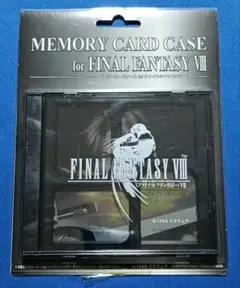 MEMORY CARD CASE
for FINAL FANTASY VIII
FINAL FANTASY VIII
ファイナルファンタジーVIII